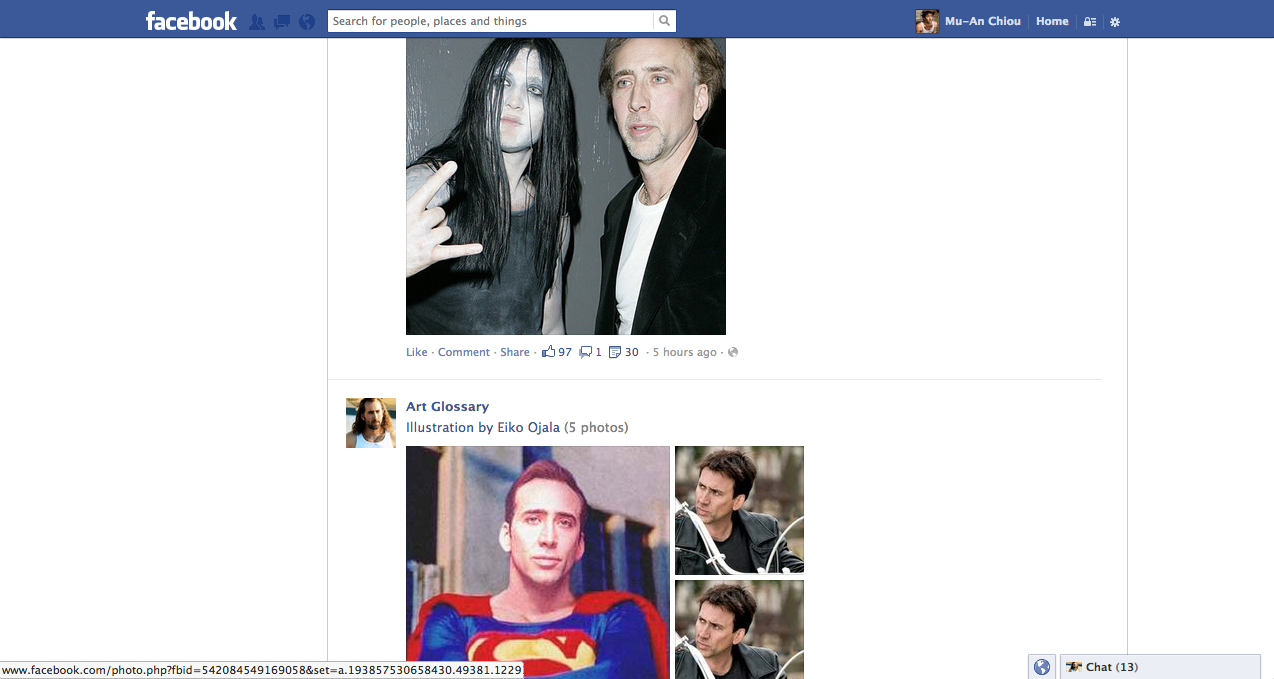 facebook
Search for people, places and things
Mu-An Chiou
Home
Like · Comment · Share · 97 1 30 · 5 hours ago ·
Art Glossary
Illustration by Eiko Ojala (5 photos)
S
www.facebook.com/photo.php?fbid=542084549169058&set=a.193857530658430.49381.1229
Chat (13)